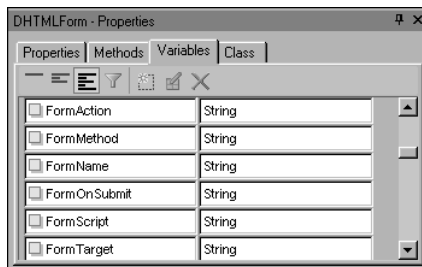 DHTMLForm - Properties
Properties Methods Variables Class
FormAction String
FormMethod String
FormName String
FormOnSubmit String
FormScript String
FormTarget String